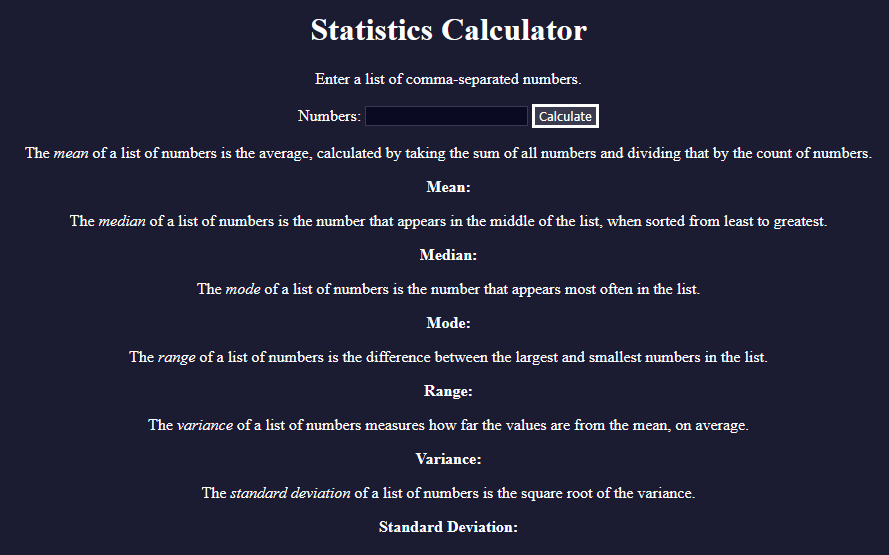 Statistics Calculator
Enter a list of comma-separated numbers.
Numbers: Calculate
The mean of a list of numbers is the average, calculated by taking the sum of all numbers and dividing that by the count of numbers.
Mean:
The median of a list of numbers is the number that appears in the middle of the list, when sorted from least to greatest.
Median:
The mode of a list of numbers is the number that appears most often in the list.
Mode:
The range of a list of numbers is the difference between the largest and smallest numbers in the list.
Range:
The variance of a list of numbers measures how far the values are from the mean, on average.
Variance:
The standard deviation of a list of numbers is the square root of the variance.
Standard Deviation: